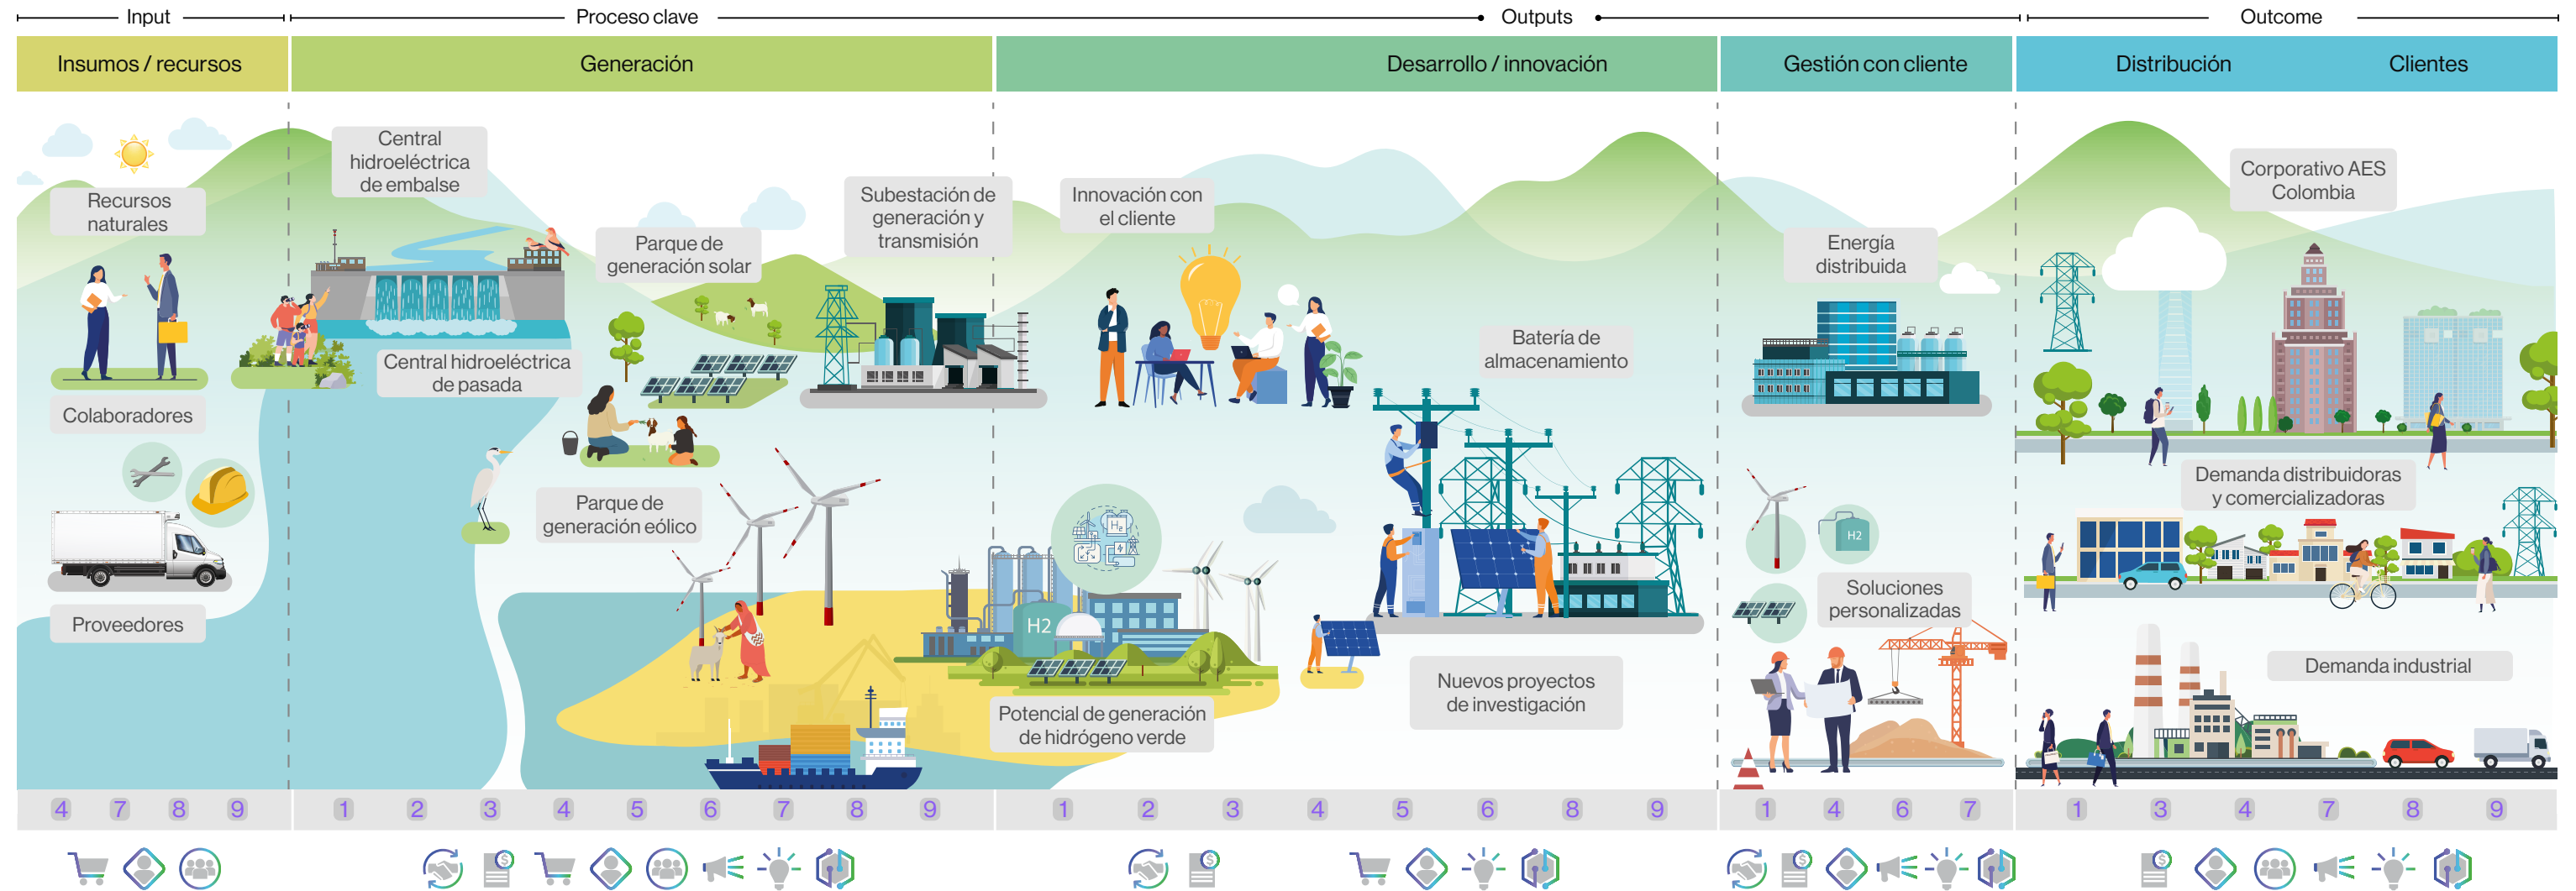 Input
Proceso clave
Outputs
Outcome
Insumos / recursos
Generación
Desarrollo / innovación
Gestión con cliente
Distribución
Clientes
Recursos
naturales
Colaboradores
Proveedores
Central
hidroeléctrica
de embalse
Central hidroeléctrica
de pasada
Parque de
generación solar
Subestación de
generación y
transmisión
Parque de
generación eólico
Innovación con
el cliente
Batería de
almacenamiento
H2
H2
Potencial de generación
de hidrógeno verde
Nuevos proyectos
de investigación
Energía
distribuida
H2
Soluciones
personalizadas
Corporativo AES
Colombia
Demanda distribuidoras
y comercializadoras
Demanda industrial
4 7 8 9
1 2 3 4 5 6 7 8 9
1 2 3 4 5 6 8 9
1 4 6 7
1 3 4 7 8 9
$
$
$
$